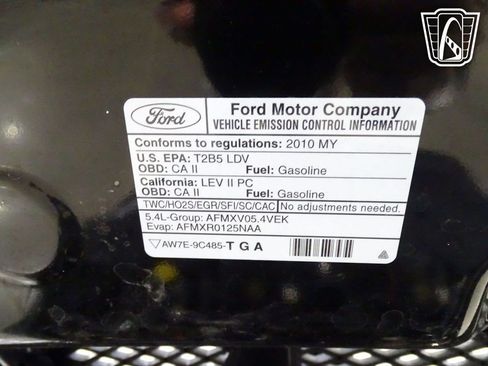 Ford
Ford Motor Company
VEHICLE EMISSION CONTROL INFORMATION
Conforms to regulations: 2010 MY
U.S. EPA: T2B5 LDV
OBD: CA II Fuel: Gasoline
California: LEV II PC
OBD: CA II Fuel: Gasoline
TWC/HO2S/EGR/SFI/SC/CAC No adjustments needed.
5.4L-Group: AFMXV05.4VEK
Evap: AFMXR0125NAA
AW7E-9C485-TGA